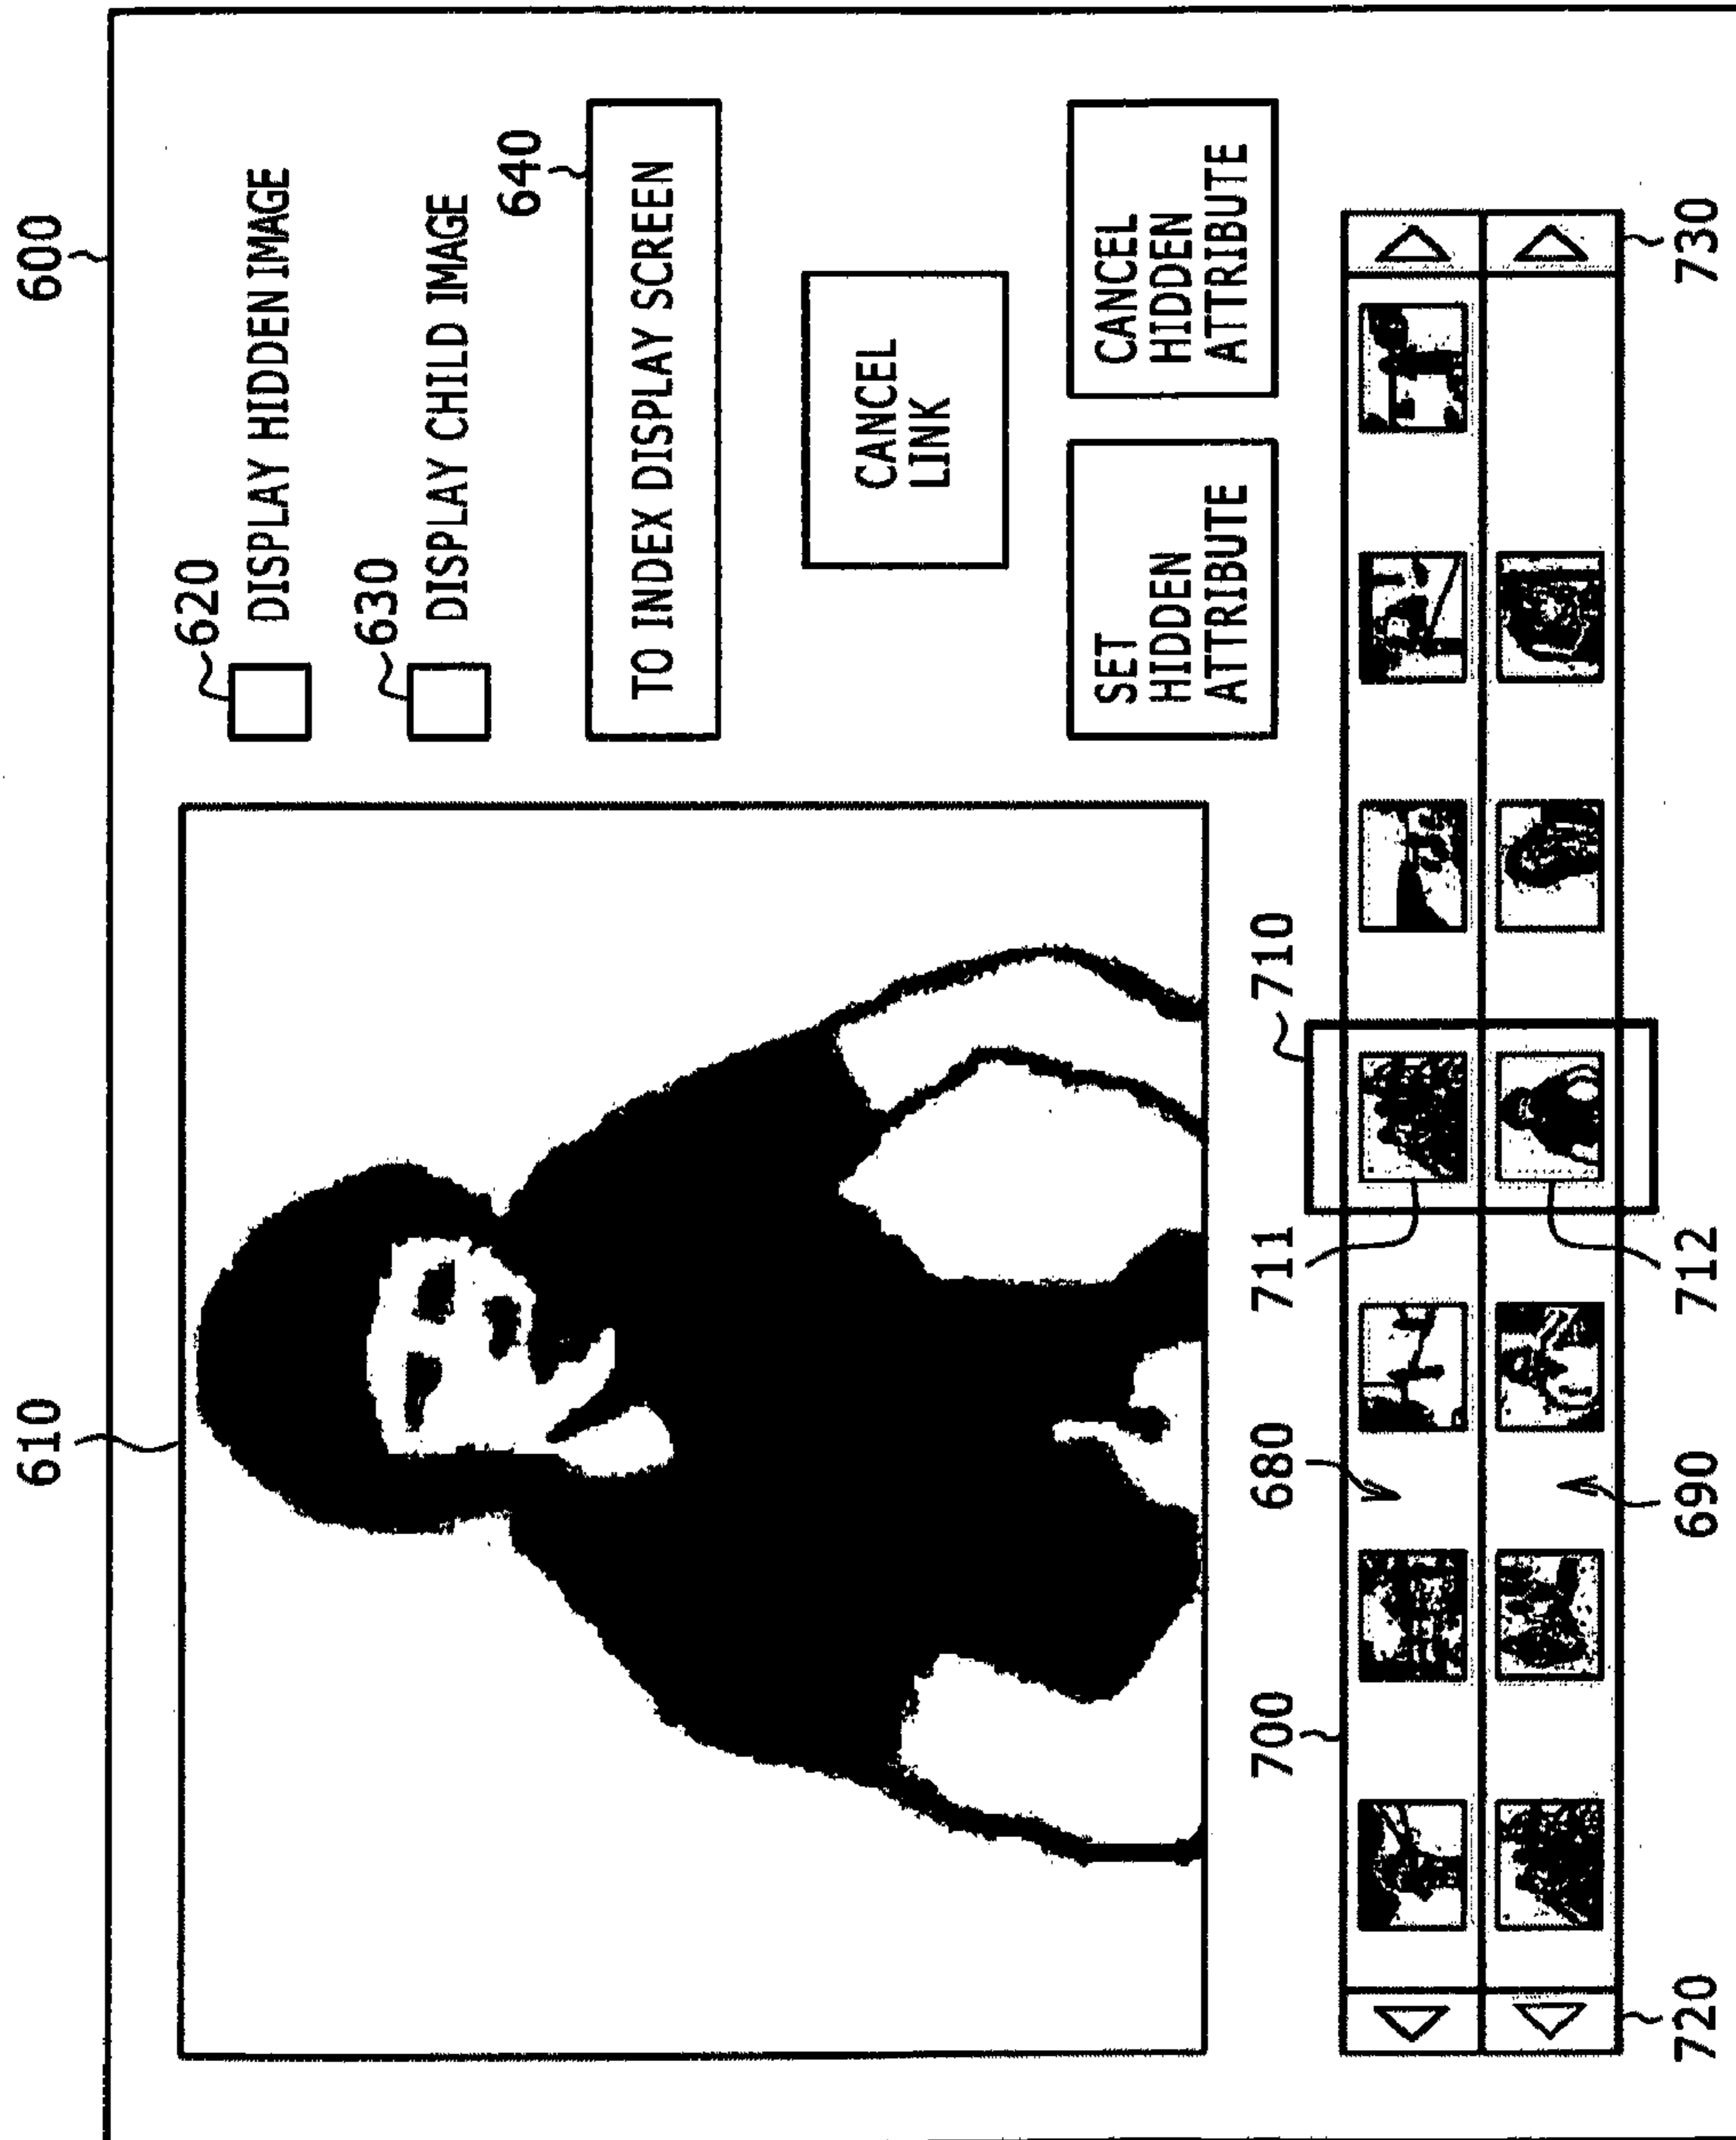 600
610
620
DISPLAY HIDDEN IMAGE
630
DISPLAY CHILD IMAGE
640
TO INDEX DISPLAY SCREEN
CANCEL
LINK
SET
HIDDEN
ATTRIBUTE
CANCEL
HIDDEN
ATTRIBUTE
700
680
710
711
720
690
712
730